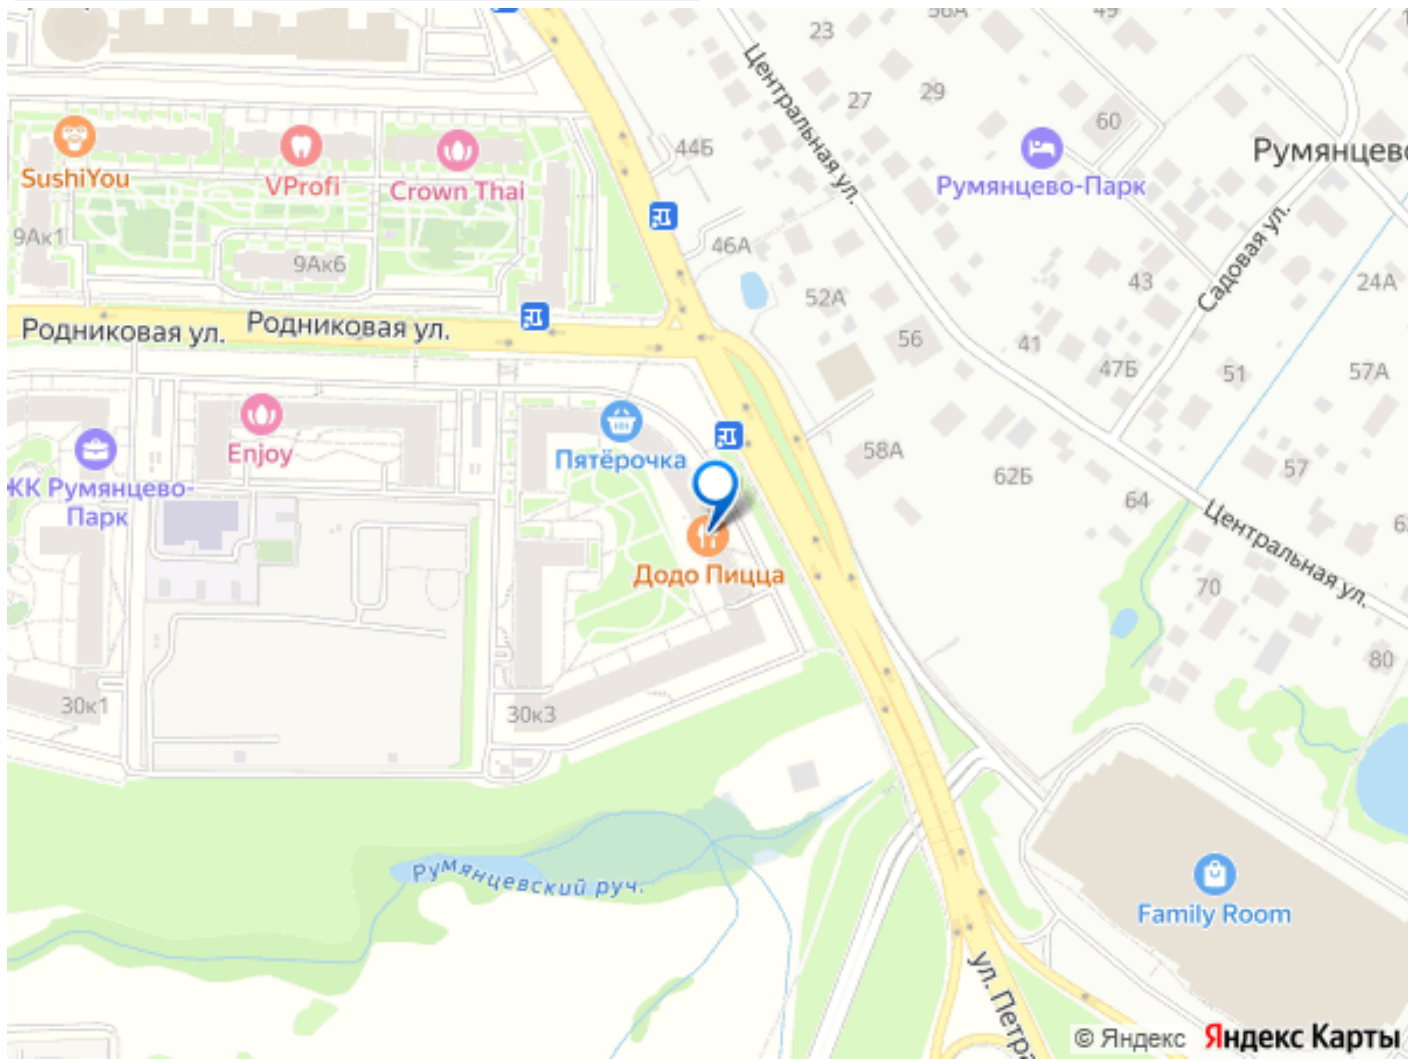 23
49
29
27
60
Центральная ул.
44Б
Румянцево-Парк
Румянцево
SushiYou
VProfi
Crown Thai
9Ак1
9Ак6
46А
52А
43
Садовая ул.
24А
Родниковая ул.
Родниковая ул.
56
41
47Б
51
57А
Enjoy
Пятёрочка
58А
62Б
57
64
ЖК Румянцево-
Парк
Центральная ул.
Додо Пицца
70
80
30к1
30к3
Румянцевский руч.
Family Room
ул. Петра
© Яндекс Яндекс Карты